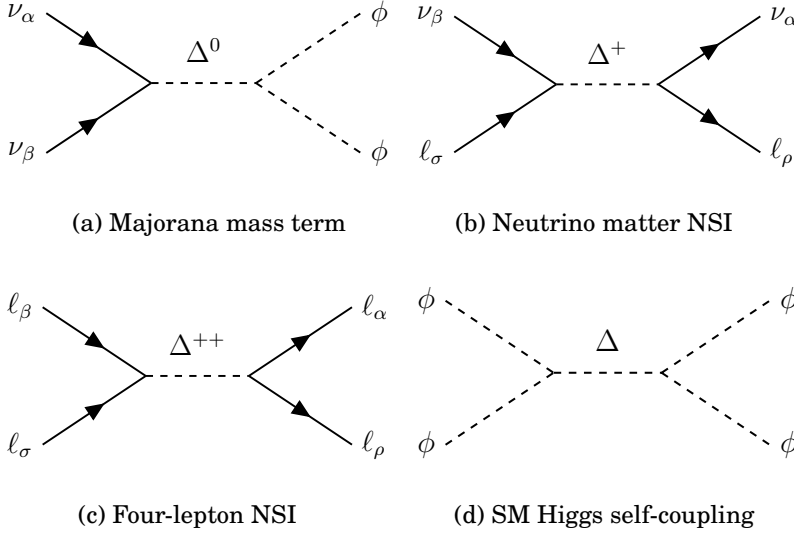 ν_α Δ⁰ φ
ν_β φ
(a) Majorana mass term
ν_β Δ⁺ ν_α
ℓ_σ ℓ_ρ
(b) Neutrino matter NSI
ℓ_β Δ⁺⁺ ℓ_α
ℓ_σ ℓ_ρ
(c) Four-lepton NSI
φ Δ φ
φ φ
(d) SM Higgs self-coupling